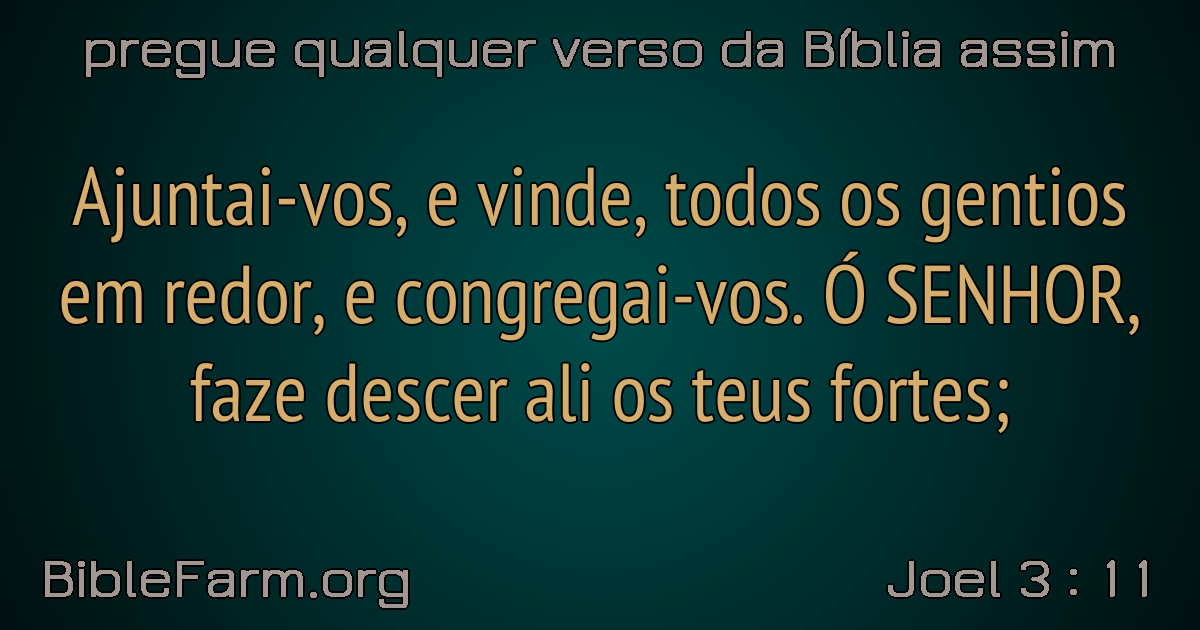 pregue qualquer verso da Bíblia assim
Ajuntai-vos, e vinde, todos os gentios
em redor, e congregai-vos. Ó SENHOR,
faze descer ali os teus fortes;
BibleFarm.org
Joel 3 : 11